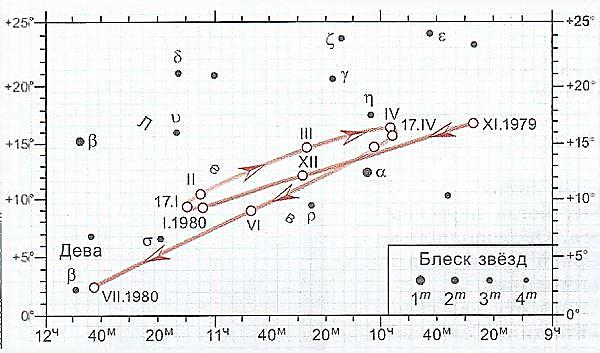 +25° +25°
ζ ε
δ
+20° γ +20°
η IV
17.IV XI.1979
Л υ III
+15° β +15°
XII
II е α
17.I
+10° +10°
I.1980 VI в ρ
Дева σ
+5° +5°
β
VII.1980
Блеск звёзд
1m 2m 3m 4m
0° 0°
12Ч 40М 20М 11Ч 40М 20М 10Ч 40М 20М 9Ч